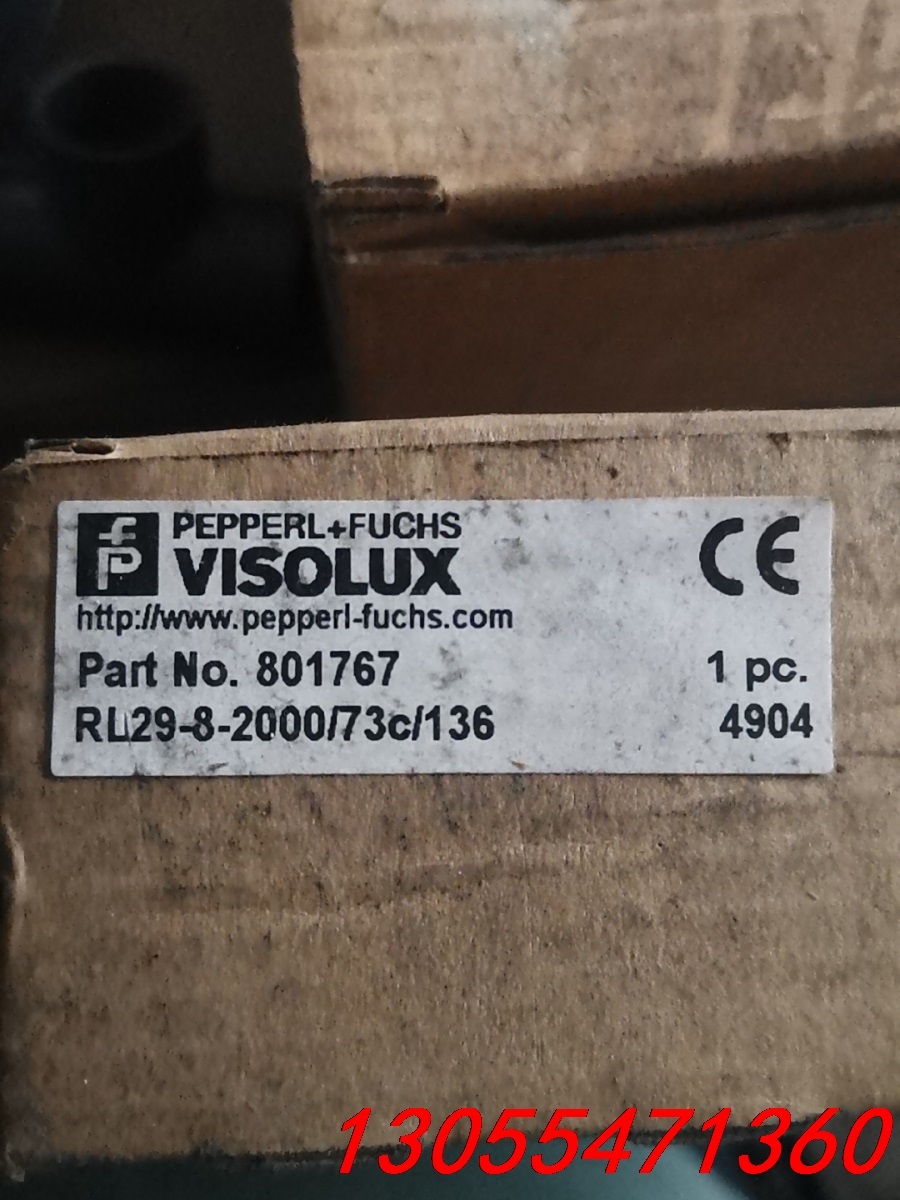 PEPPERL+FUCHS
VISOLUX
CE
http://www.pepperl-fuchs.com
Part No. 801767 1 pc.
RL29-8-2000/73c/136 4904
13055471360